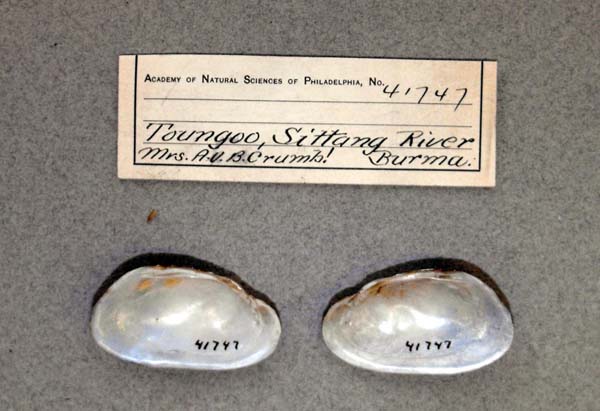 Academy of Natural Sciences of Philadelphia, No. 41747
Toungoo, Sittang River
Mrs. A.V.B. Crumb! Burma.
41747
41747